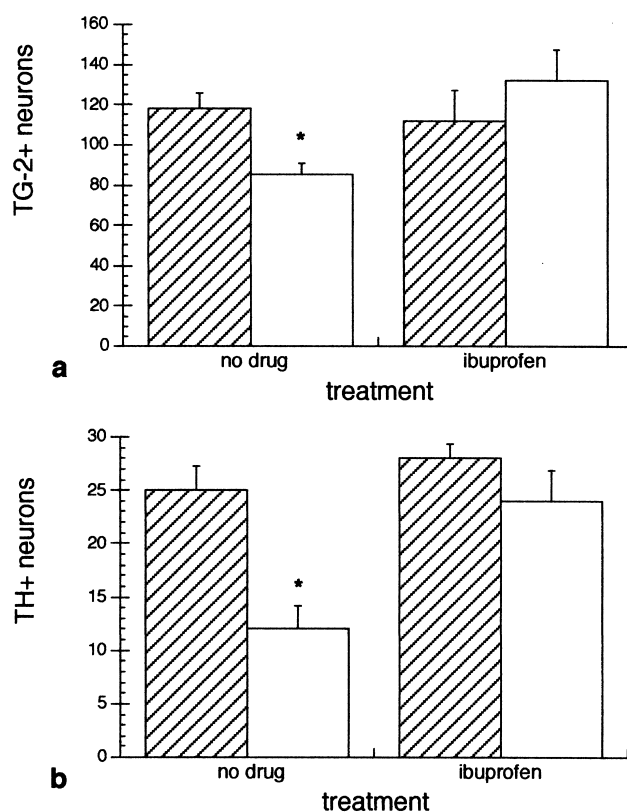 160
140
120
100
80
60
40
20
0
TG-2+ neurons
*
no drug ibuprofen
treatment
a
30
25
20
15
10
5
0
TH+ neurons
*
no drug ibuprofen
treatment
b